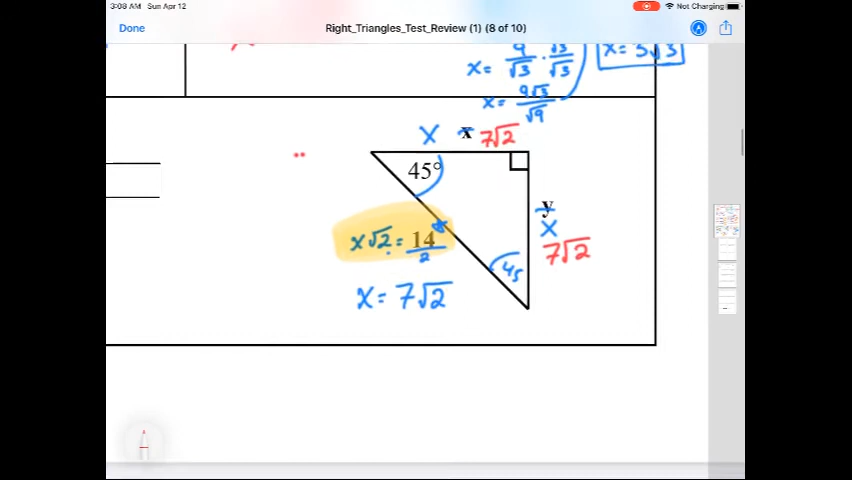 3:08 AM Sun Apr 12
Not Charging
Done
Right_Triangles_Test_Review (1) (8 of 10)
x = 9/√3 · √3/√3
x = 3√3
x = 9√3/√9
X x 7√2
45°
y
X
7√2
x√2 = 14/2
45
x = 7√2